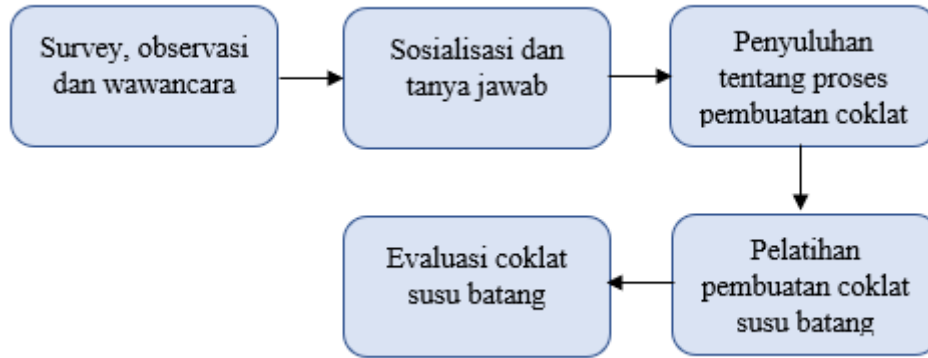 Survey, observasi
dan wawancara
Sosialisasi dan
tanya jawab
Penyuluhan
tentang proses
pembuatan coklat
Pelatihan
pembuatan coklat
susu batang
Evaluasi coklat
susu batang